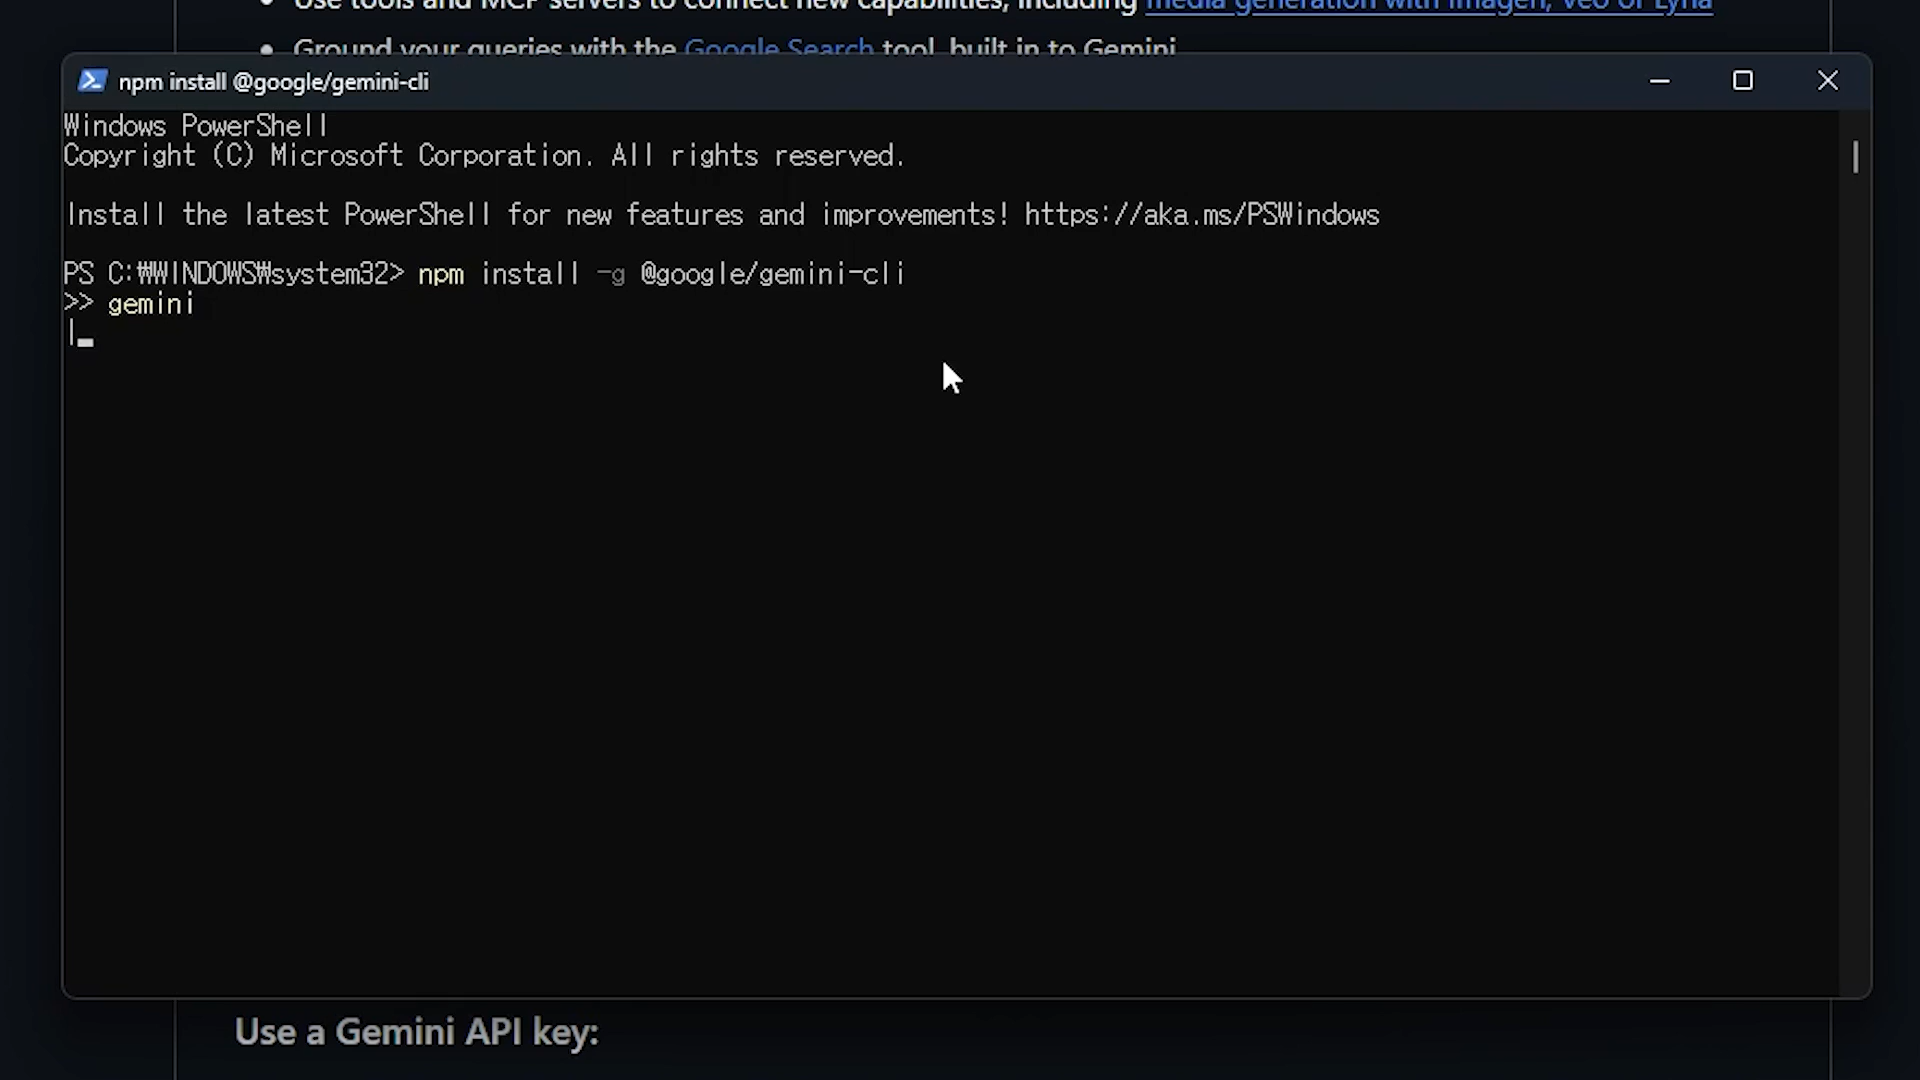 Use tools and MCP servers to connect new capabilities, including media generation with Imagen, Veo or Lyria
Ground your queries with the Google Search tool, built in to Gemini.
npm install @google/gemini-cli
Windows PowerShell
Copyright (C) Microsoft Corporation. All rights reserved.
Install the latest PowerShell for new features and improvements! https://aka.ms/PSWindows
PS C:₩WINDOWS₩system32> npm install -g @google/gemini-cli
>> gemini
Use a Gemini API key: